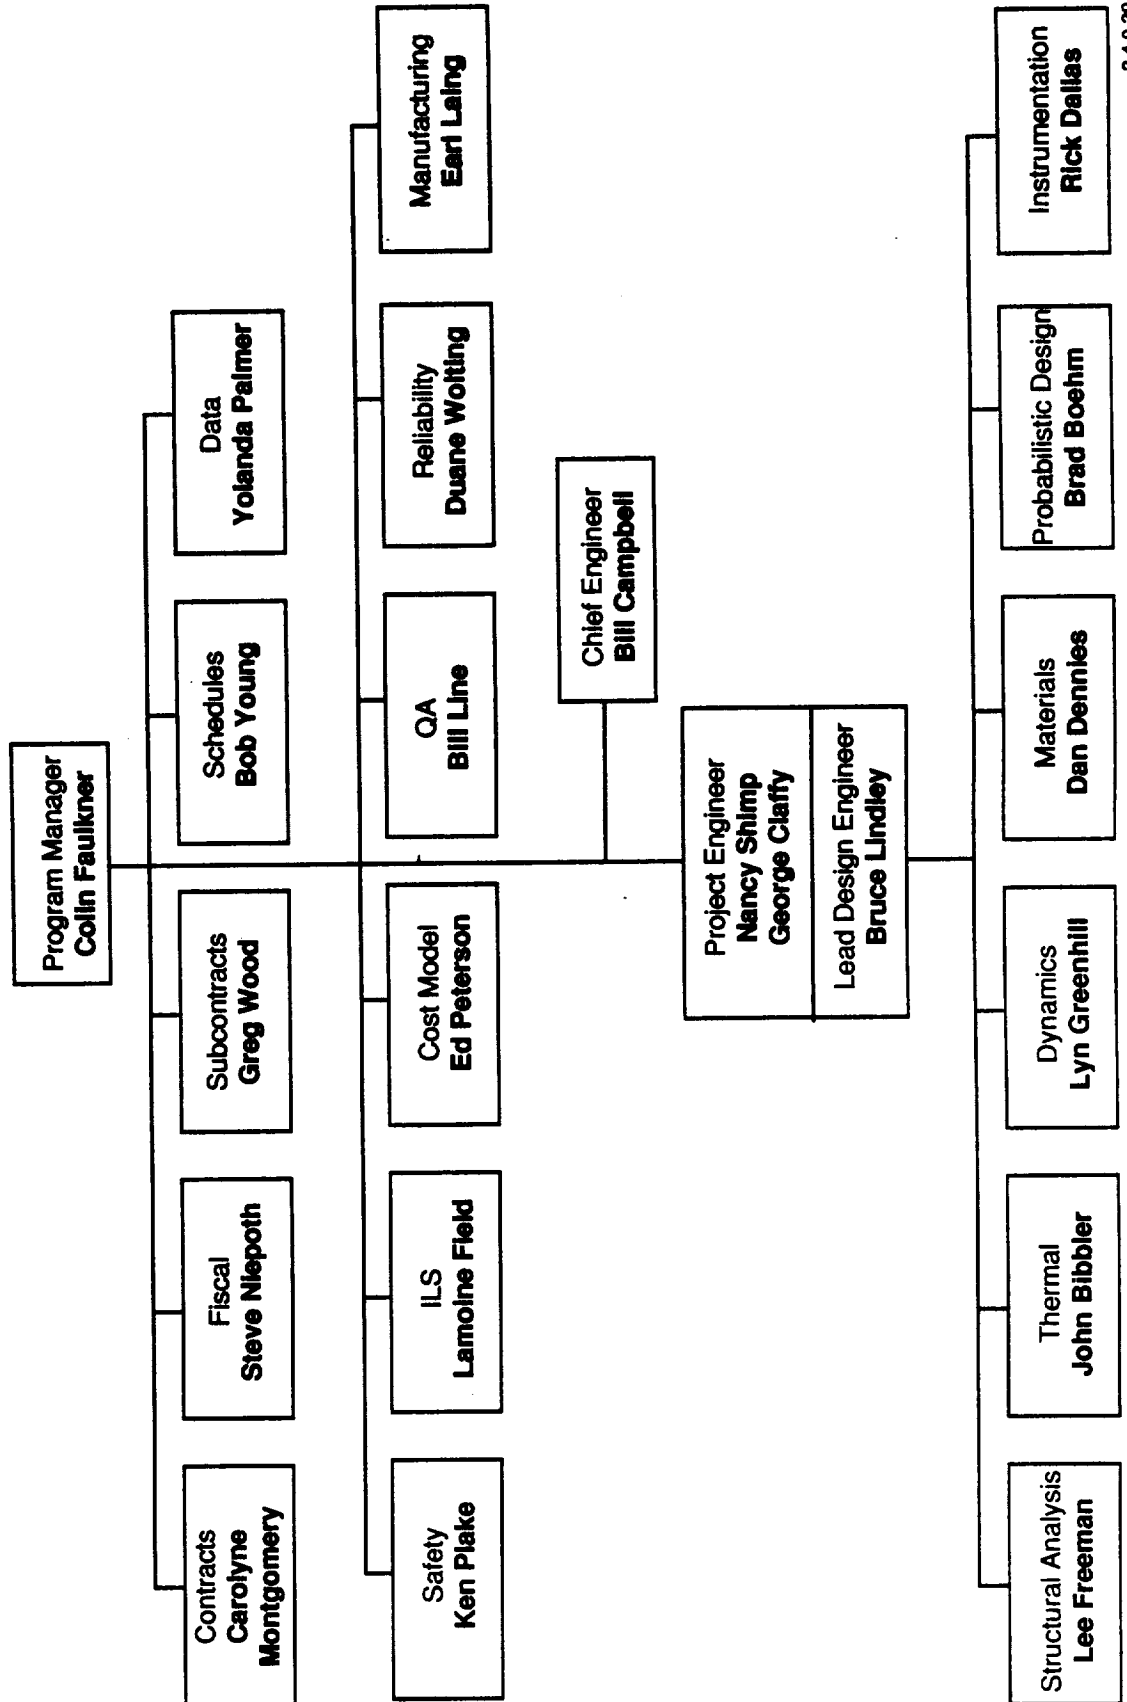 Program Manager
Colin Faulkner
Contracts
Carolyne
Montgomery
Fiscal
Steve Niepoth
Subcontracts
Greg Wood
Schedules
Bob Young
Data
Yolanda Palmer
Safety
Ken Plake
ILS
Lamoine Field
Cost Model
Ed Peterson
QA
Bill Line
Reliability
Duane Wolting
Manufacturing
Earl Laing
Chief Engineer
Bill Campbell
Project Engineer
Nancy Shimp
George Claffy
Lead Design Engineer
Bruce Lindley
Structural Analysis
Lee Freeman
Thermal
John Bibbler
Dynamics
Lyn Greenhill
Materials
Dan Dennies
Probabilistic Design
Brad Boehm
Instrumentation
Rick Dallas